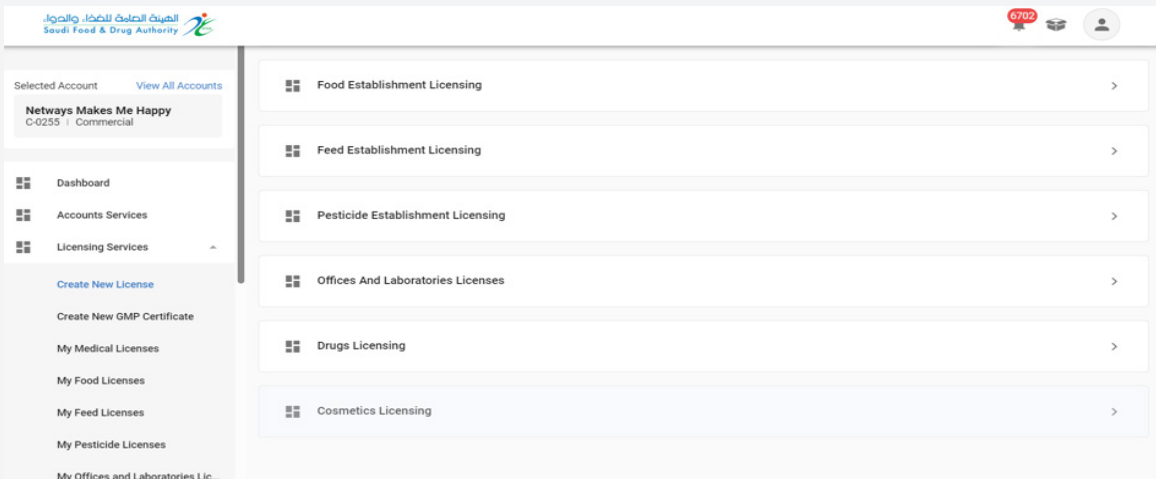 الهيئة العامة للغذاء والدواء
Saudi Food & Drug Authority
6702
Selected Account View All Accounts
Netways Makes Me Happy
C-0255 | Commercial
Dashboard
Accounts Services
Licensing Services
Create New License
Create New GMP Certificate
My Medical Licenses
My Food Licenses
My Feed Licenses
My Pesticide Licenses
My Offices and Laboratories Lic...
Food Establishment Licensing
Feed Establishment Licensing
Pesticide Establishment Licensing
Offices And Laboratories Licenses
Drugs Licensing
Cosmetics Licensing